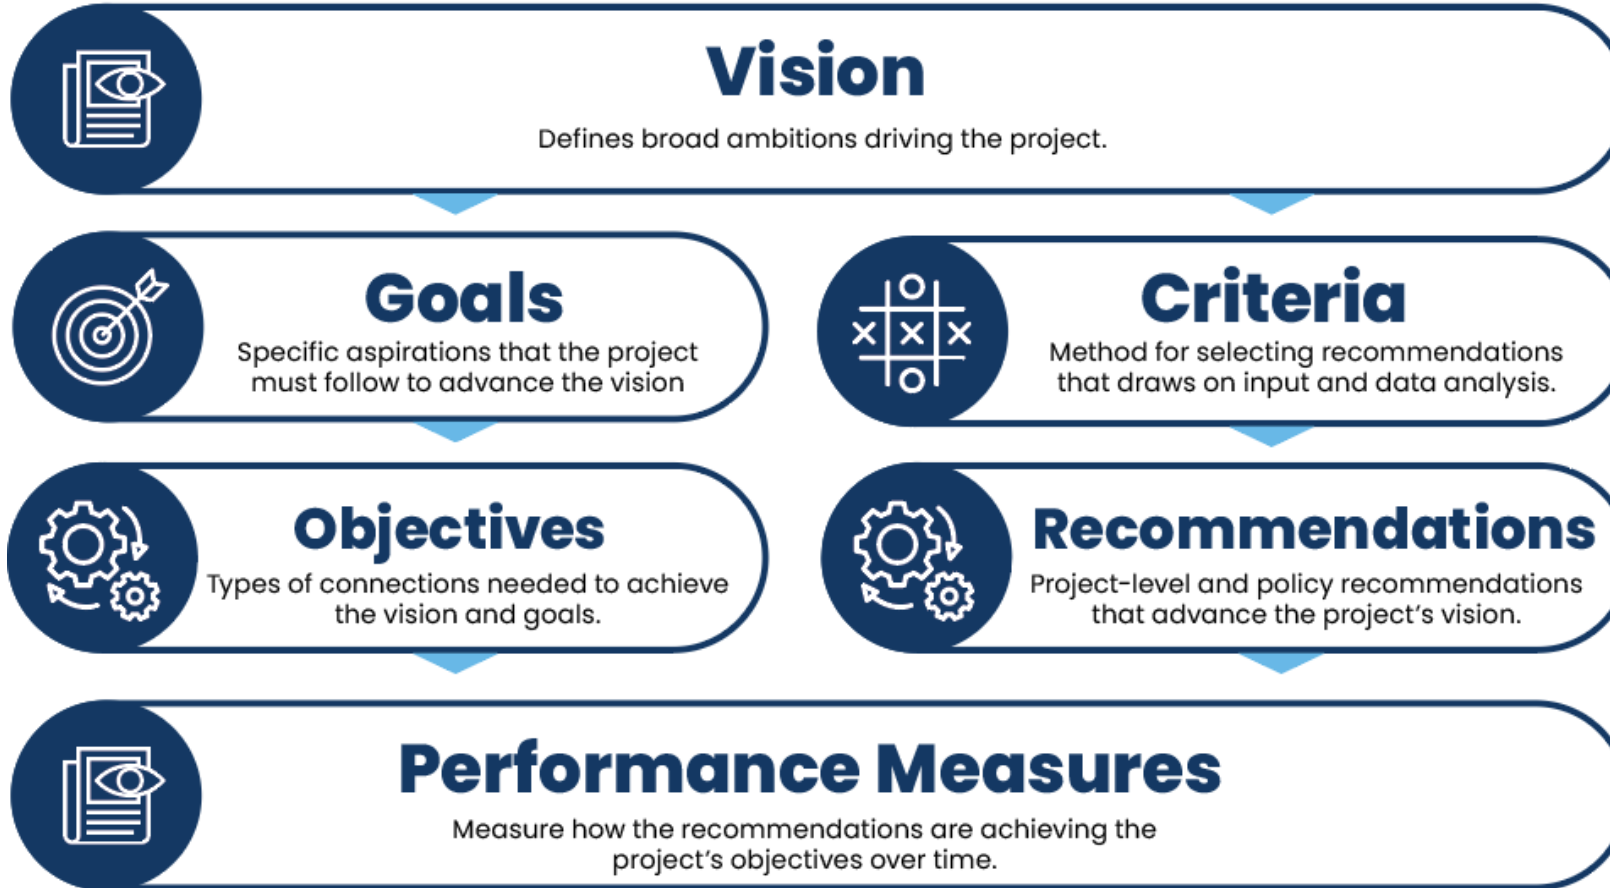 Vision
Defines broad ambitions driving the project.
Goals
Specific aspirations that the project
must follow to advance the vision
Criteria
Method for selecting recommendations
that draws on input and data analysis.
Objectives
Types of connections needed to achieve
the vision and goals.
Recommendations
Project-level and policy recommendations
that advance the project's vision.
Performance Measures
Measure how the recommendations are achieving the
project's objectives over time.